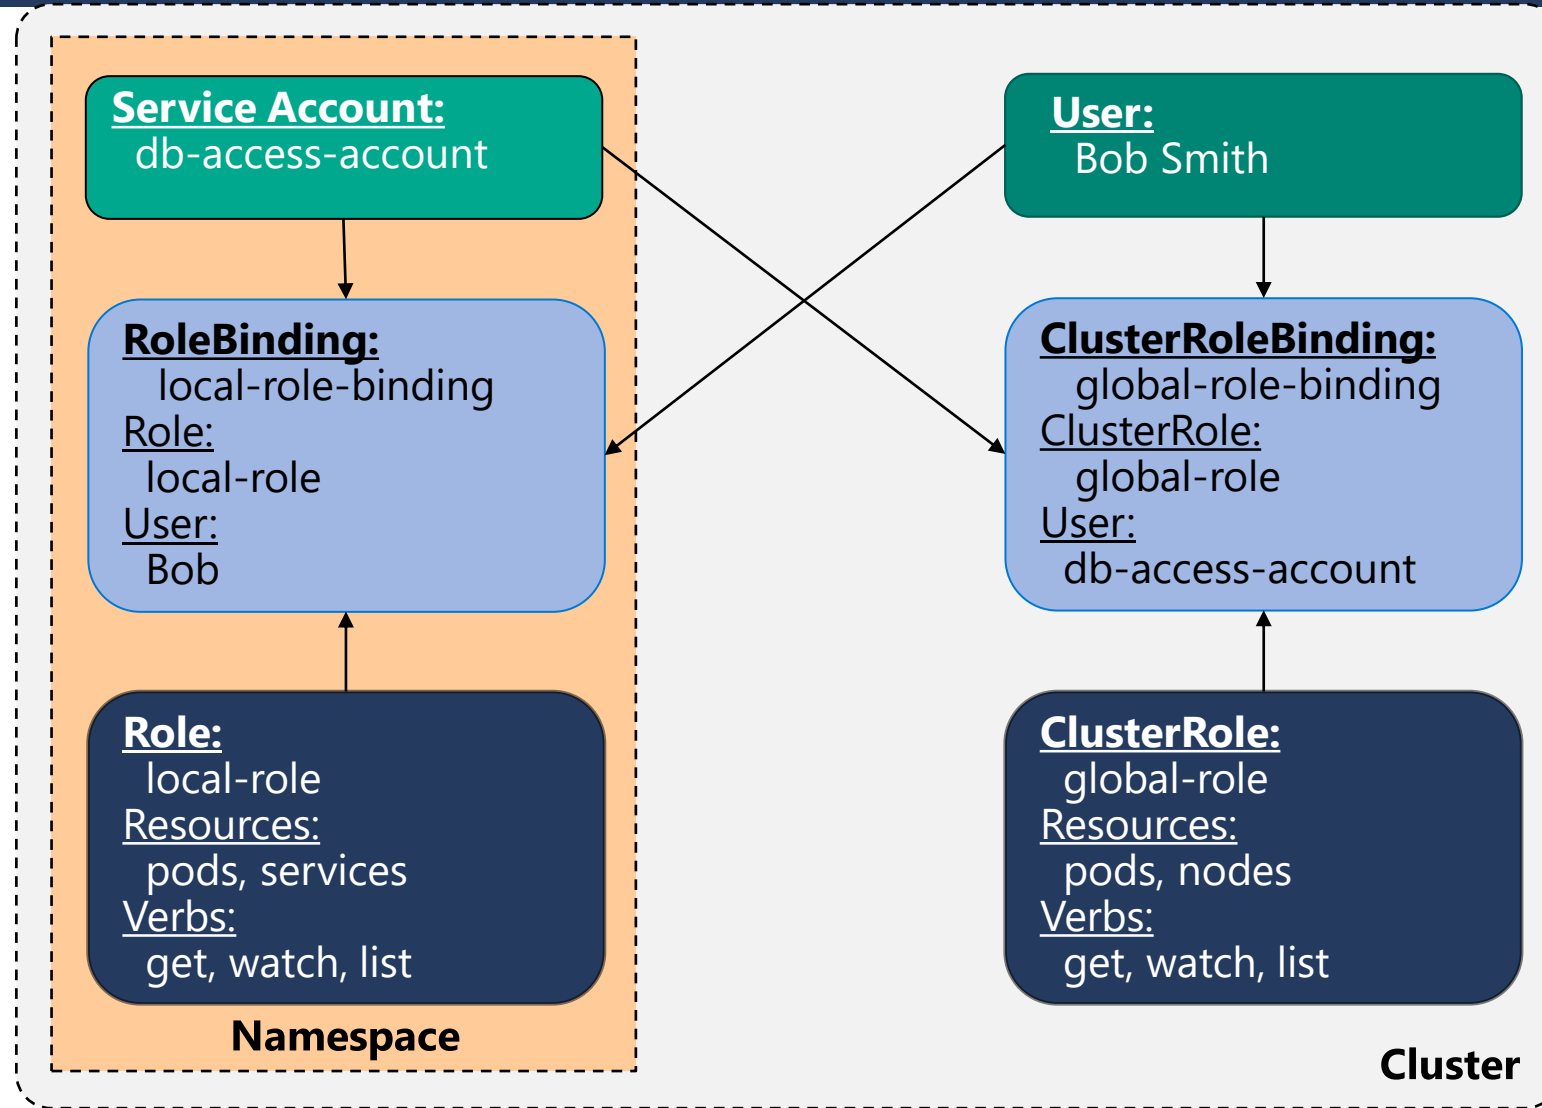 Service Account:
db-access-account
User:
Bob Smith
RoleBinding:
local-role-binding
Role:
local-role
User:
Bob
ClusterRoleBinding:
global-role-binding
ClusterRole:
global-role
User:
db-access-account
Role:
local-role
Resources:
pods, services
Verbs:
get, watch, list
ClusterRole:
global-role
Resources:
pods, nodes
Verbs:
get, watch, list
Namespace
Cluster